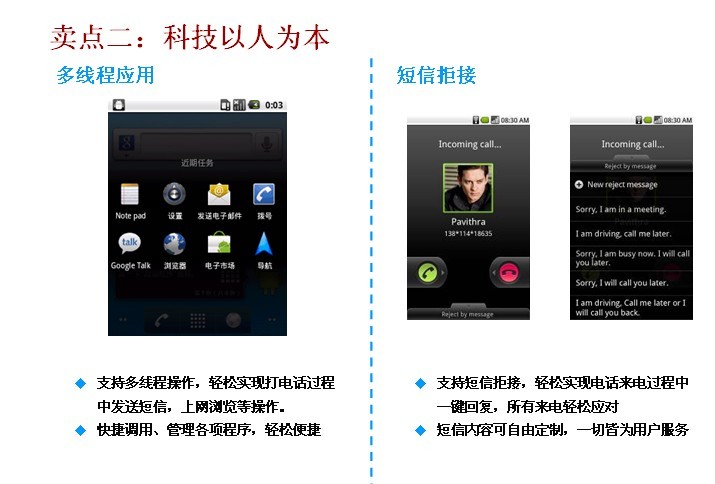 卖点二：科技以人为本
多线程应用
0:03
近期任务
Note pad 设置 发送电子邮件 拨号
talk
Google Talk 浏览器 电子市场 导航
◆ 支持多线程操作，轻松实现打电话过程
中发送短信，上网浏览等操作。
◆ 快捷调用、管理各项程序，轻松便捷
短信拒接
08:30 AM
Incoming call...
Pavithra
138*114*18635
Reject by message
08:30 AM
Incoming call...
Reject by message
New reject message
Sorry, I am in a meeting.
I am driving, call me later.
Sorry, I am busy now. I will call
you later.
Sorry, I will call you later.
I am driving, Call me later or I
will call you back.
◆ 支持短信拒接，轻松实现电话来电过程中
一键回复，所有来电轻松应对
◆ 短信内容可自由定制，一切皆为用户服务